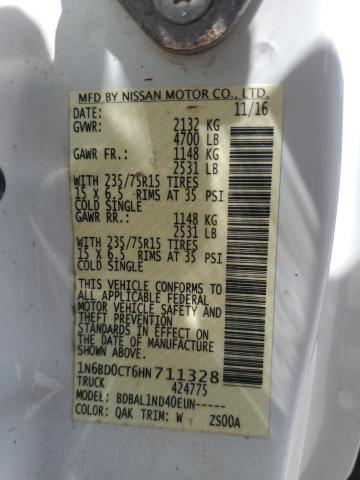 MFD BY NISSAN MOTOR CO., LTD.
DATE: 11/16
GVWR: 2132 KG
4700 LB
GAWR FR.: 1148 KG
2531 LB
WITH 235/75R15 TIRES
15 X 6.5 RIMS AT 35 PSI
COLD SINGLE
GAWR RR.: 1148 KG
2531 LB
WITH 235/75R15 TIRES
15 X 6.5 RIMS AT 35 PSI
COLD SINGLE
THIS VEHICLE CONFORMS
TO ALL APPLICABLE FEDERAL
MOTOR VEHICLE SAFETY AND
THEFT PREVENTION
STANDARDS IN EFFECT ON
THE DATE OF MANUFACTURE
SHOWN ABOVE.
1N6BD0CT6HN711328
TRUCK 424775
MODEL: BDBAL1ND40EUN-----
COLOR: QAK TRIM: W ZS00A